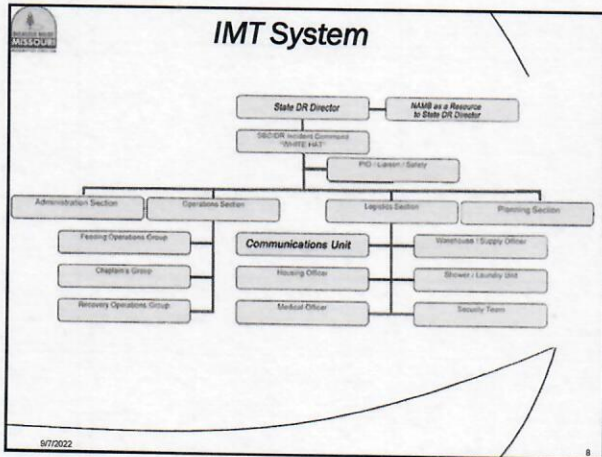 MISSOURI
IMT System
State DR Director
NAMB as a Resource
to State DR Director
SBC/DR Incident Command
"WHITE HAT"
PIO / Liaison / Safety
Administration Section
Operations Section
Logistics Section
Planning Section
Feeding Operations Group
Communications Unit
Warehouse / Supply Officer
Chaplain's Group
Housing Officer
Shower / Laundry Unit
Recovery Operations Group
Medical Officer
Security Team
9/7/2022
8